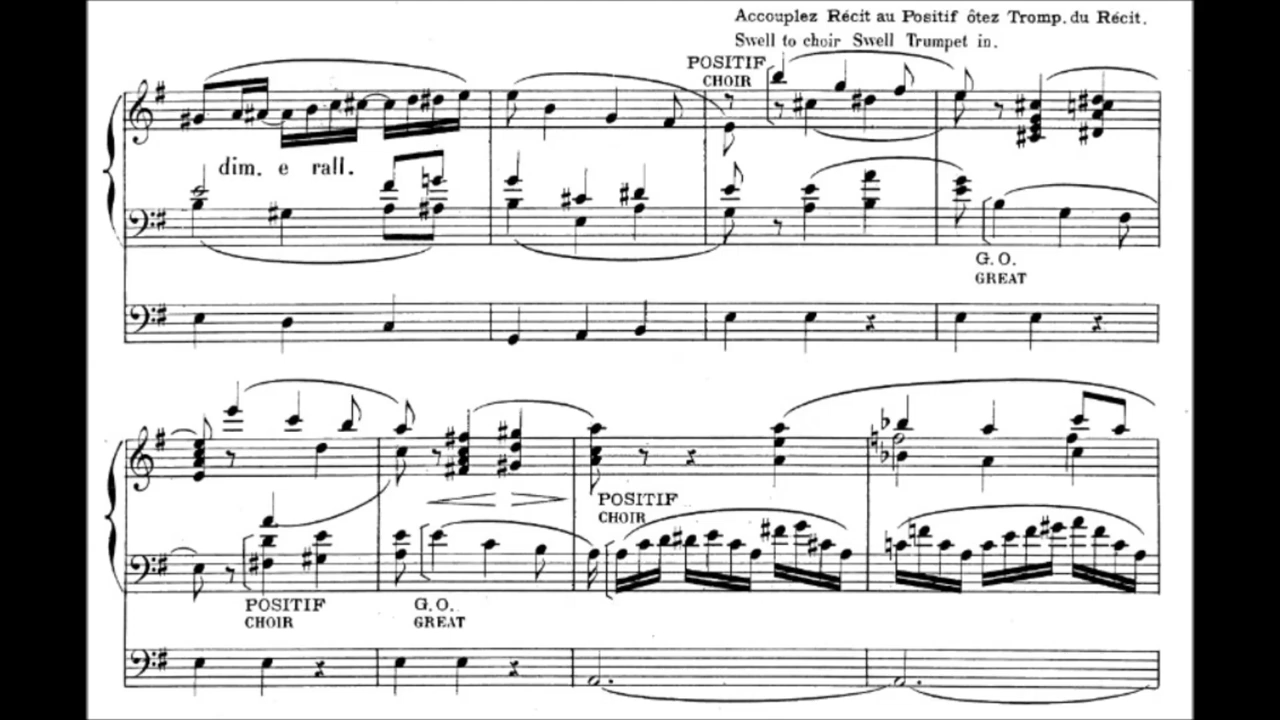 Accouplez Récit au Positif ôtez Tromp. du Récit.
Swell to choir Swell Trumpet in.
POSITIF
CHOIR
dim. e rall.
G.O.
GREAT
POSITIF
CHOIR
POSITIF
CHOIR
G.O.
GREAT